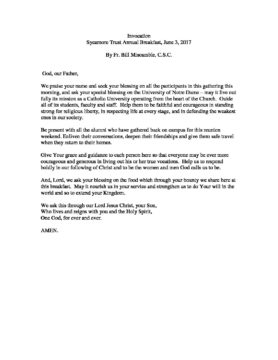 Invocation
Sycamore Trust Annual Breakfast, June 3, 2017
By Fr. Bill Miscamble, C.S.C.
God, our Father,
We praise your name and seek your blessing on all the participants in this gathering this
morning, and ask your special blessing on the University of Notre Dame – may it live out
fully its mission as a Catholic University operating from the heart of the Church. Guide
all of its students, faculty and staff. Help them to be faithful and courageous in standing
strong for religious liberty, in respecting life at every stage, and in defending the weakest
ones in our society.
Be present with all the alumni who have gathered back on campus for this reunion
weekend. Enliven their conversations, deepen their friendships and give them safe travel
when they return to their homes.
Give Your grace and guidance to each person here so that everyone may be ever more
courageous and generous in living out his or her true vocations. Help us to respond
boldly in our following of Christ and to be the women and men God calls us to be.
And, Lord, we ask your blessing on the food which through your bounty we share here at
this breakfast. May it nourish us in your service and strengthen us to do Your will in the
world and so to extend your Kingdom.
We ask this through our Lord Jesus Christ, your Son,
Who lives and reigns with you and the Holy Spirit,
One God, for ever and ever.
AMEN.